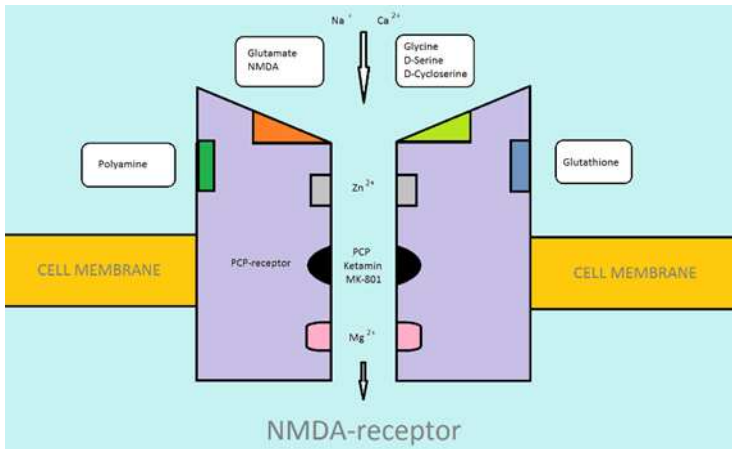 Na+ Ca2+
Glutamate
NMDA
Glycine
D-Serine
D-Cycloserine
Polyamine
Glutathione
Zn2+
PCP-receptor
PCP
Ketamin
MK-801
CELL MEMBRANE
CELL MEMBRANE
Mg2+
NMDA-receptor